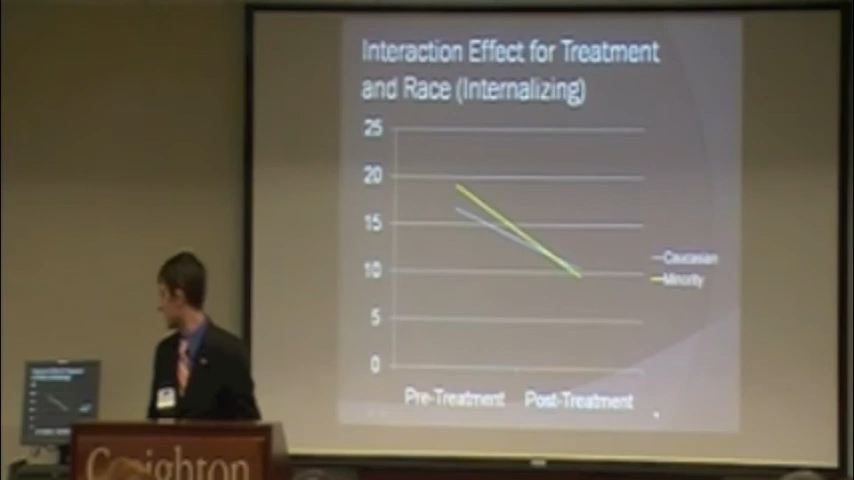 Interaction Effect for Treatment
and Race (Internalizing)
25
20
15
10
5
0
Caucasian
Minority
Pre-Treatment Post-Treatment
Creighton